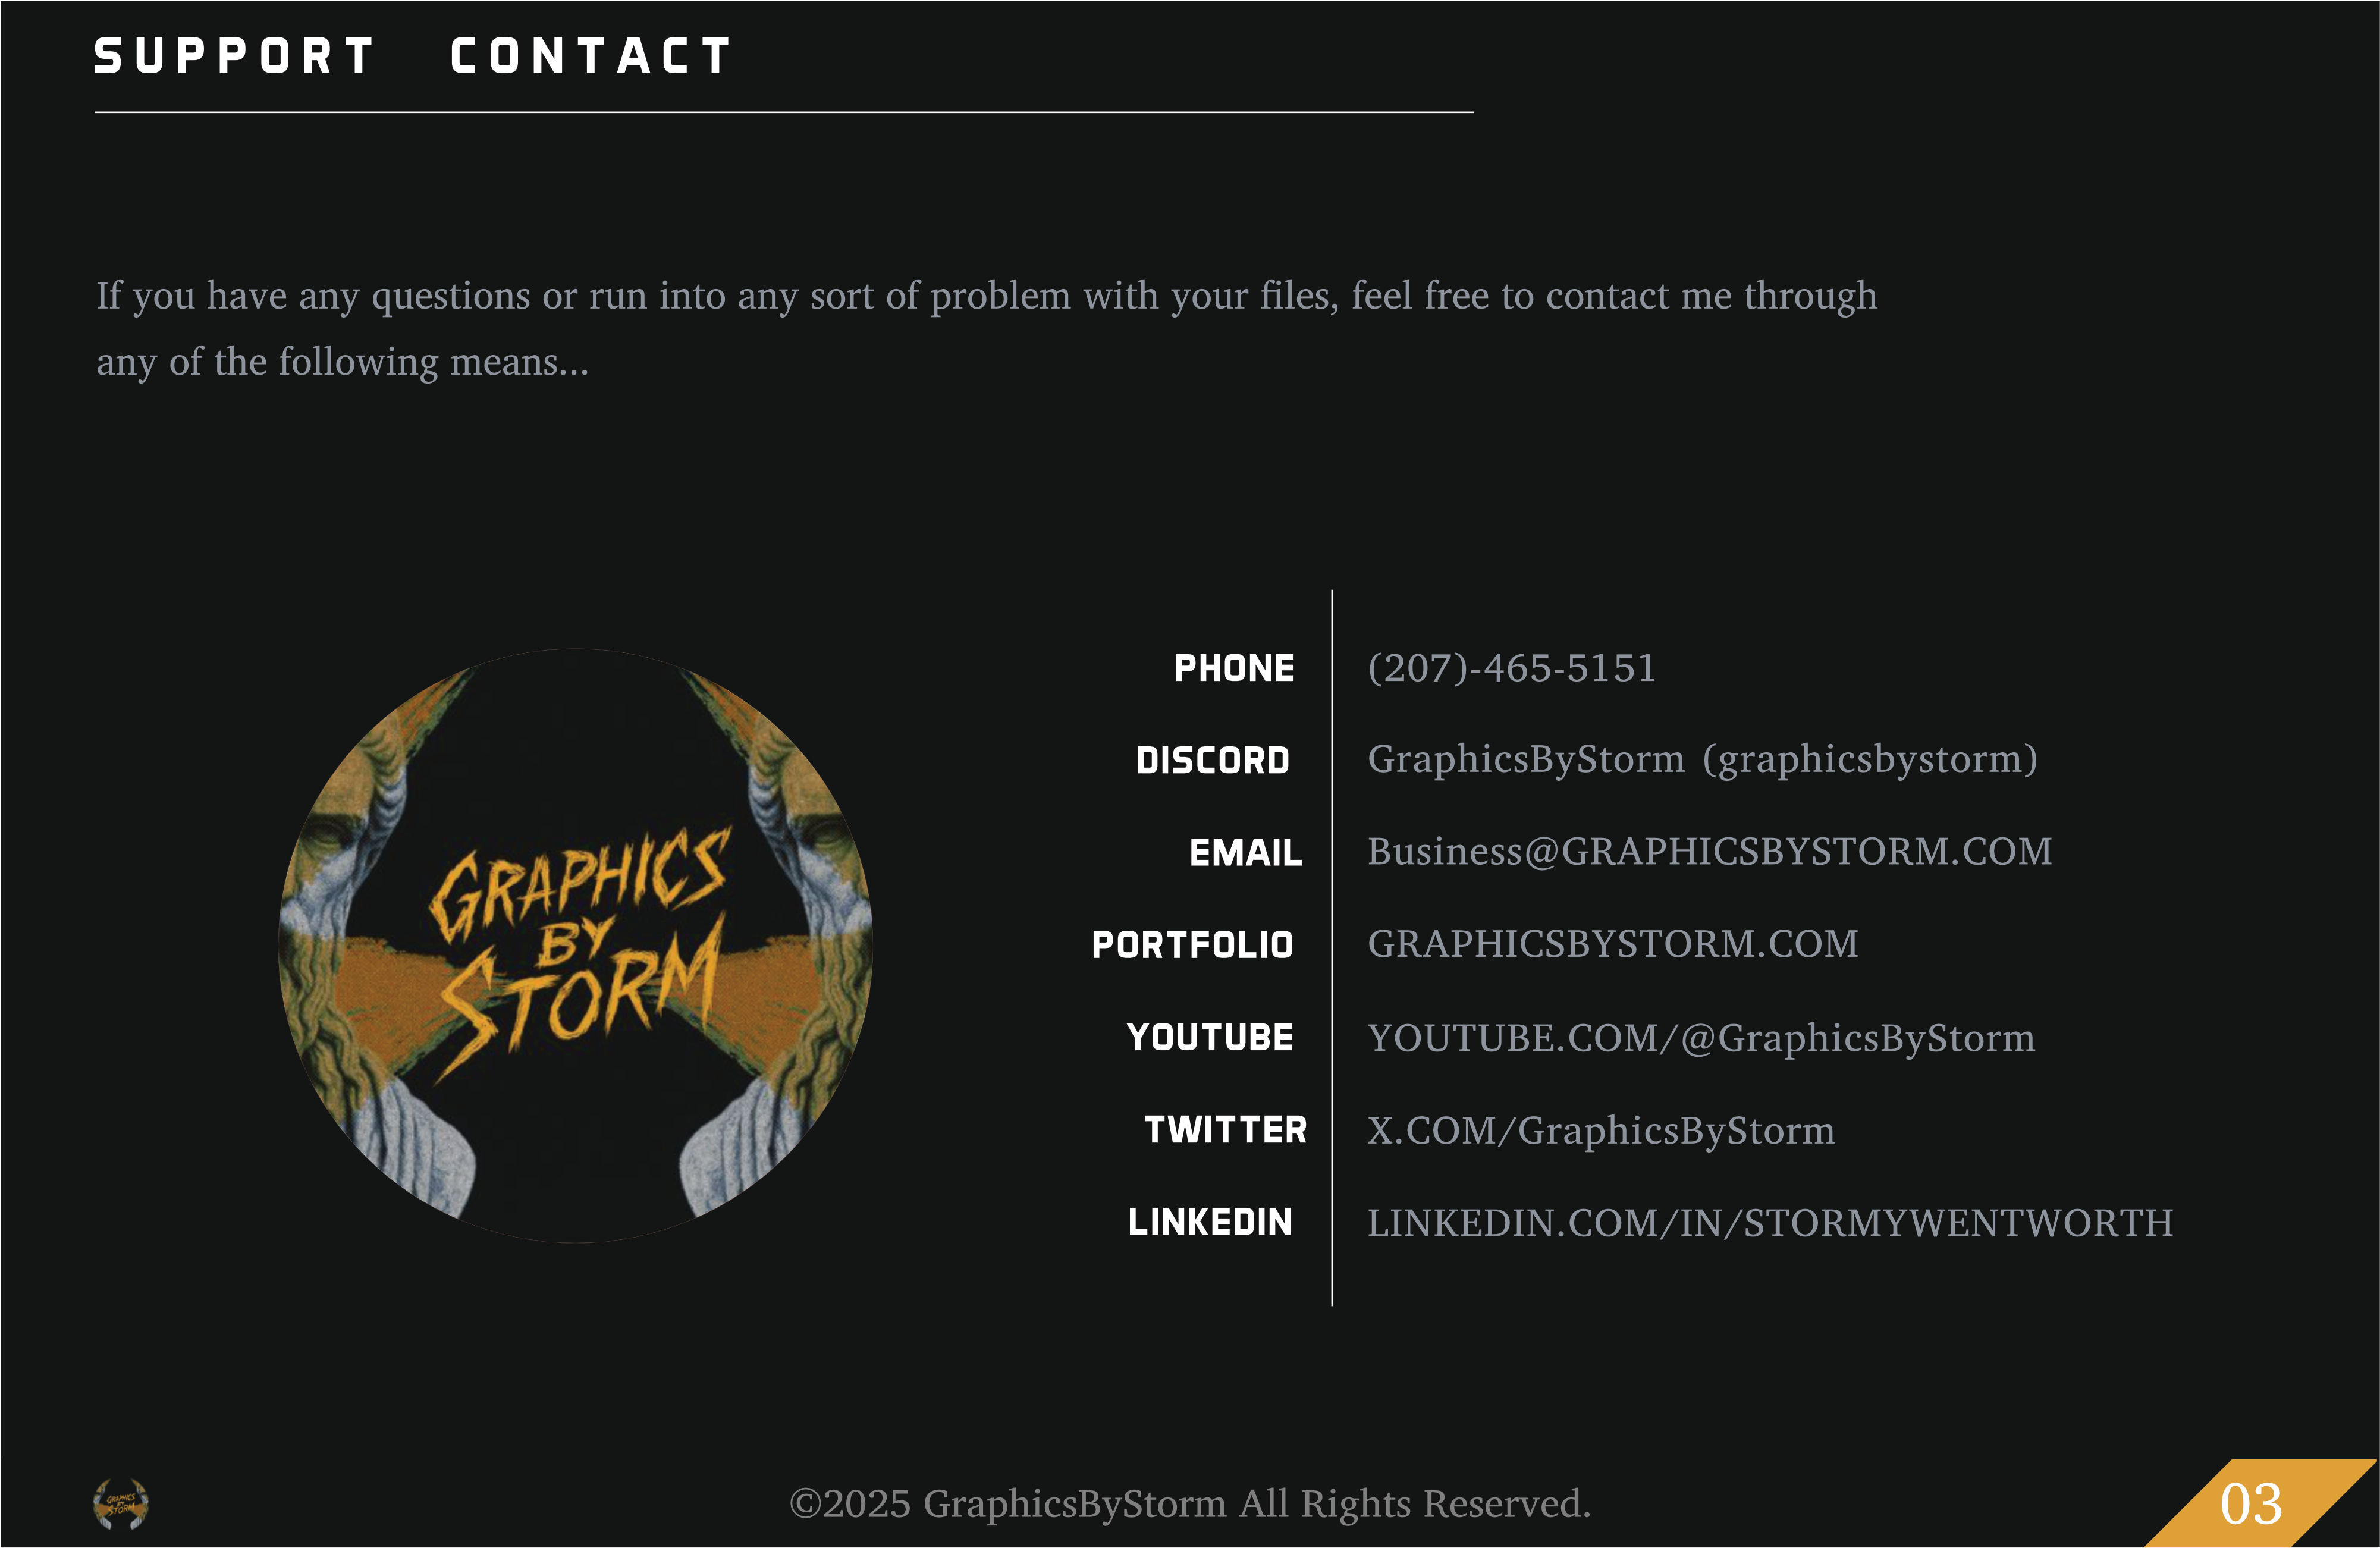 SUPPORT CONTACT
If you have any questions or run into any sort of problem with your files, feel free to contact me through
any of the following means...
GRAPHICS
BY
STORM
PHONE (207)-465-5151
DISCORD GraphicsByStorm (graphicsbystorm)
EMAIL Business@GRAPHICSBYSTORM.COM
PORTFOLIO GRAPHICSBYSTORM.COM
YOUTUBE YOUTUBE.COM/@GraphicsByStorm
TWITTER X.COM/GraphicsByStorm
LINKEDIN LINKEDIN.COM/IN/STORMYWENTWORTH
GRAPHICS
BY
STORM
©2025 GraphicsByStorm All Rights Reserved.
03